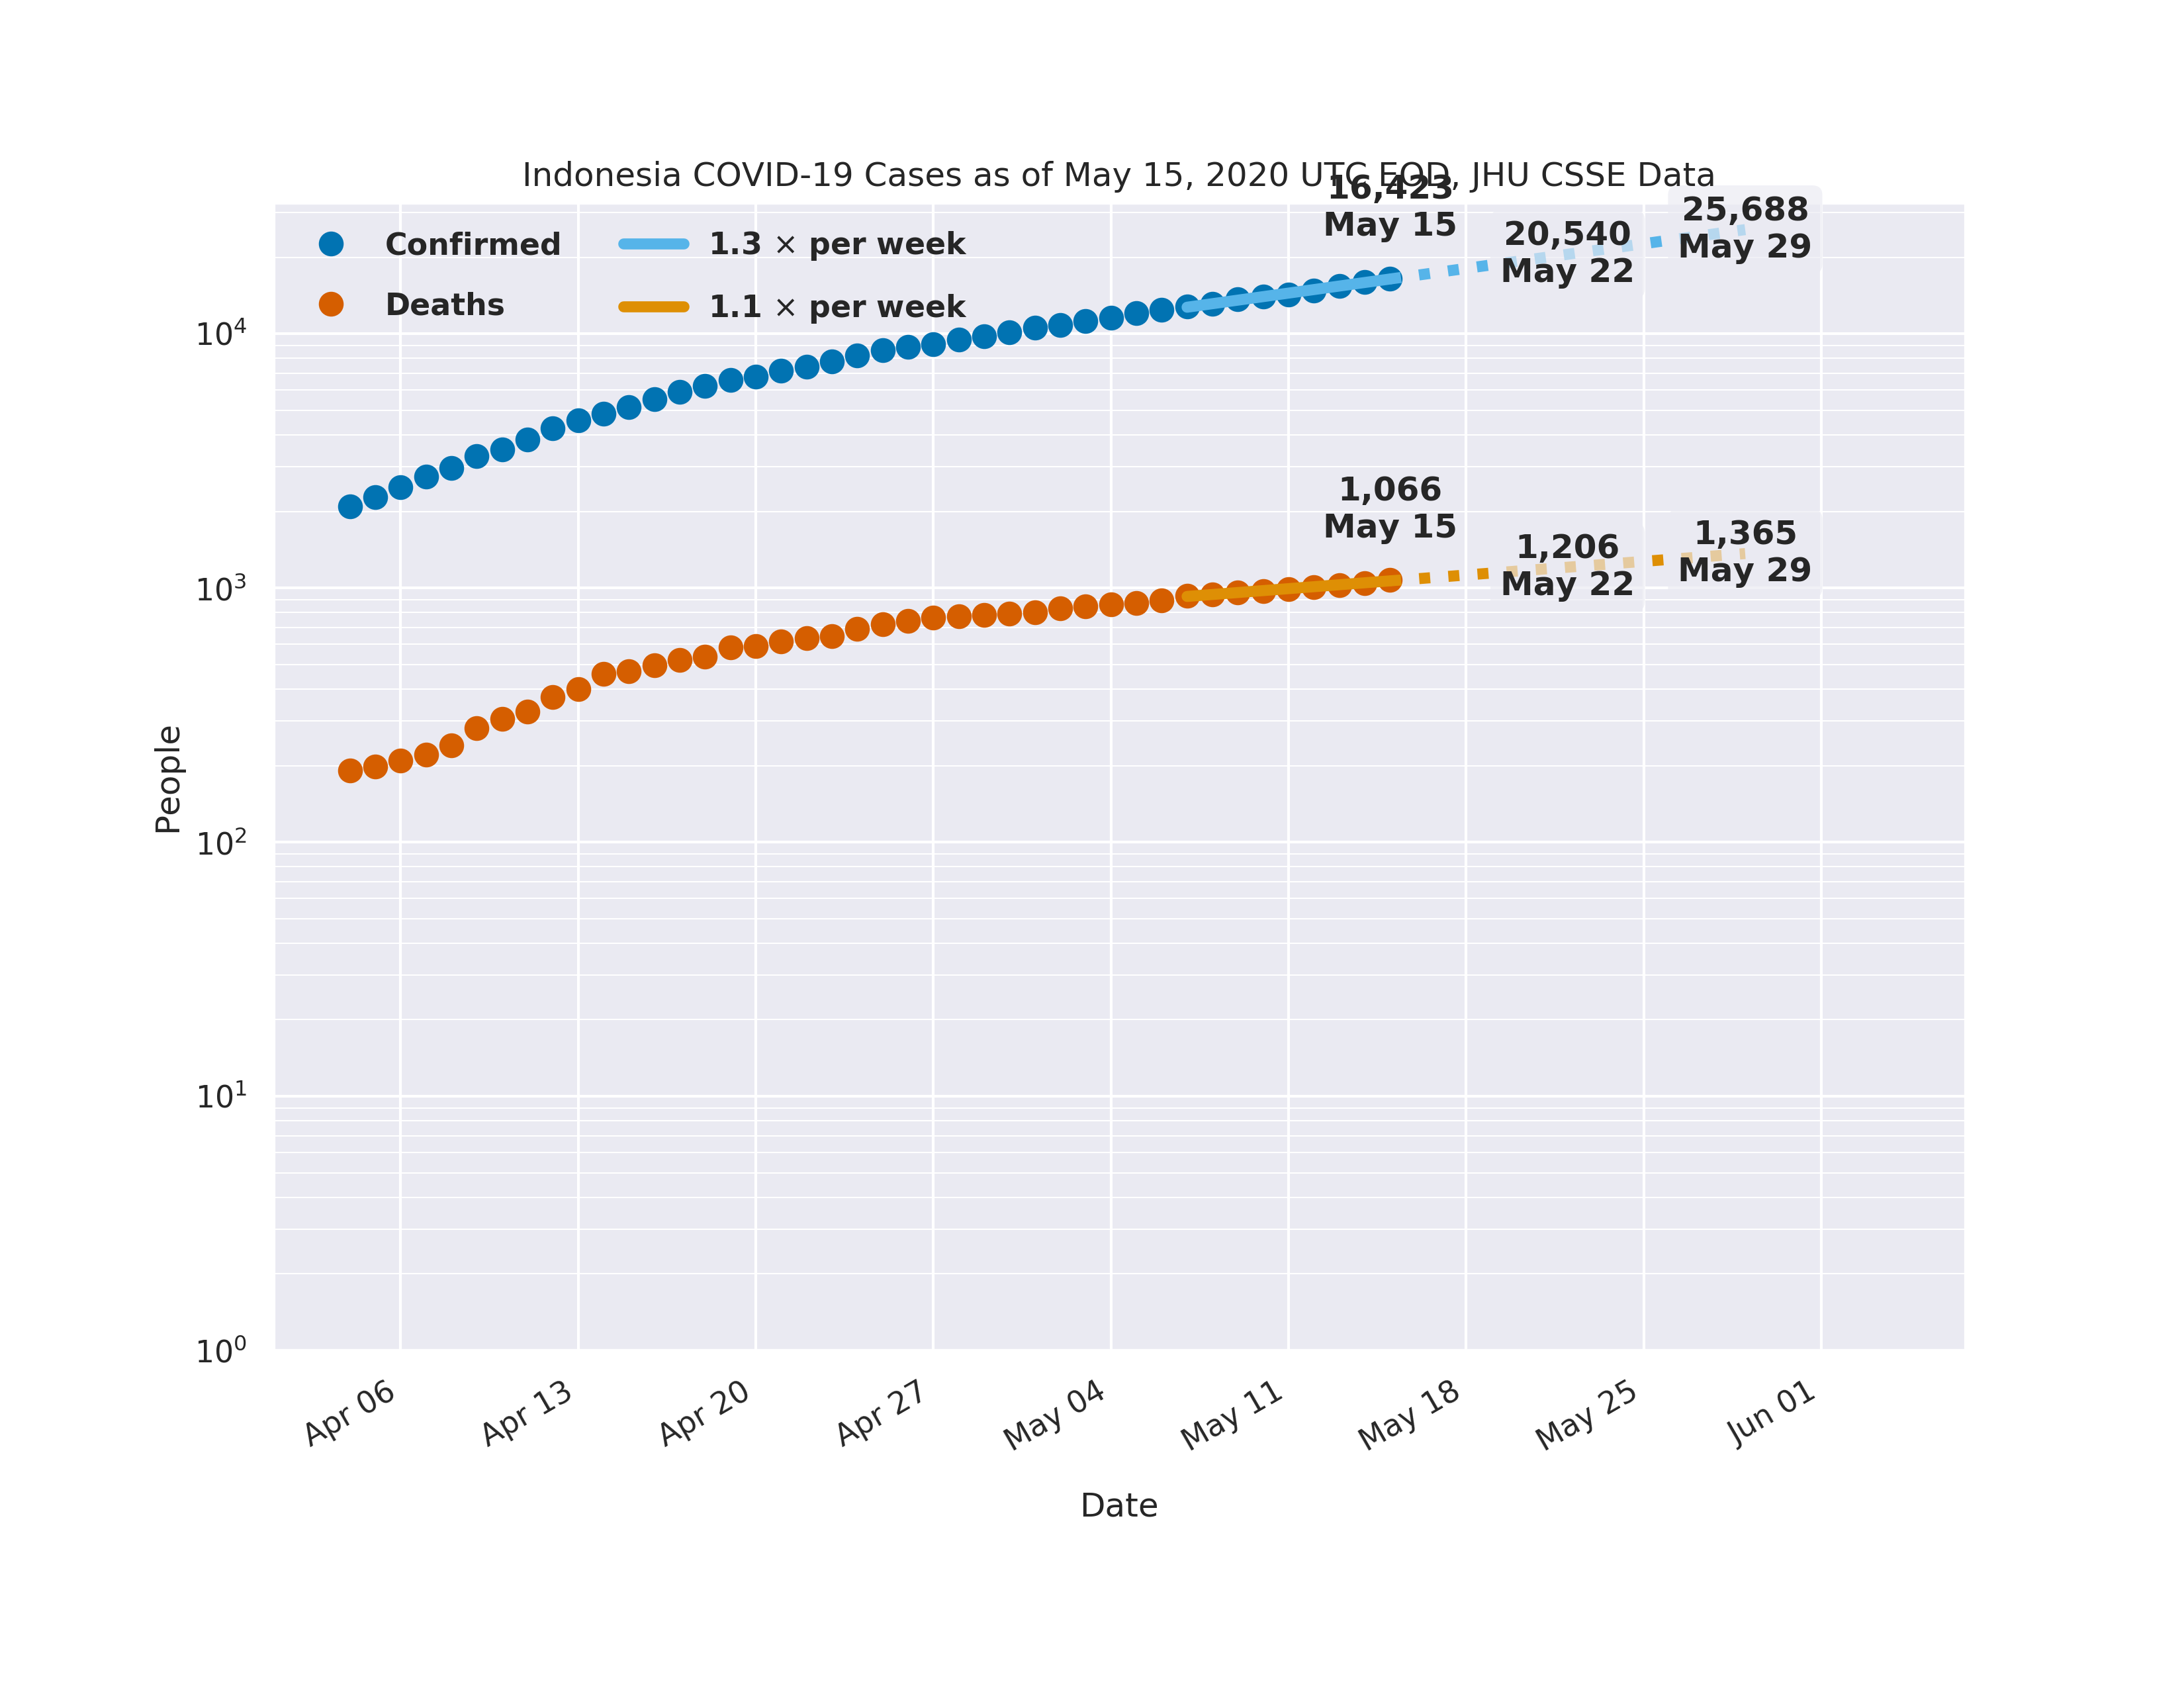 Indonesia COVID-19 Cases as of May 15, 2020 UTC EOD, JHU CSSE Data
Confirmed
Deaths
1.3 × per week
1.1 × per week
16,423
May 15
20,540
May 22
25,688
May 29
1,066
May 15
1,206
May 22
1,365
May 29
People
10⁴
10³
10²
10¹
10⁰
Apr 06
Apr 13
Apr 20
Apr 27
May 04
May 11
May 18
May 25
Jun 01
Date